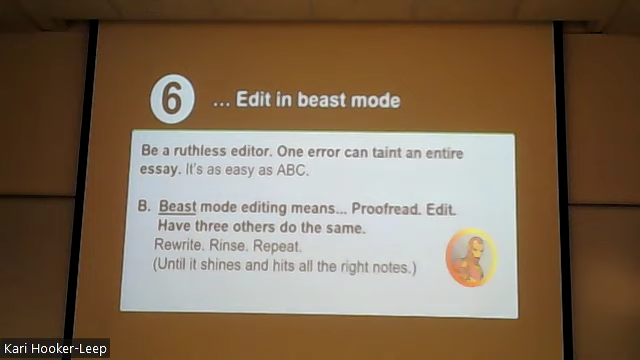 6 ... Edit in beast mode
Be a ruthless editor. One error can taint an entire
essay. It's as easy as ABC.
B. Beast mode editing means... Proofread. Edit.
Have three others do the same.
Rewrite. Rinse. Repeat.
(Until it shines and hits all the right notes.)
Kari Hooker-Leep